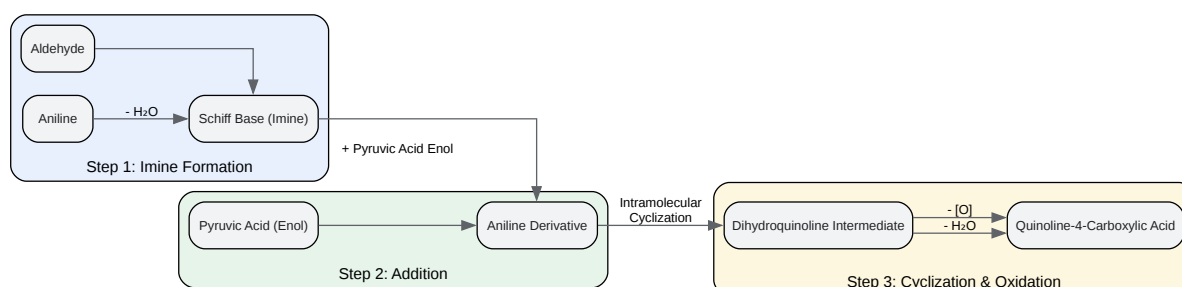 Aldehyde
Aniline
- H₂O
Schiff Base (Imine)
Step 1: Imine Formation
+ Pyruvic Acid Enol
Pyruvic Acid (Enol)
Aniline Derivative
Step 2: Addition
Intramolecular
Cyclization
Dihydroquinoline Intermediate
- [O]
- H₂O
Quinoline-4-Carboxylic Acid
Step 3: Cyclization & Oxidation